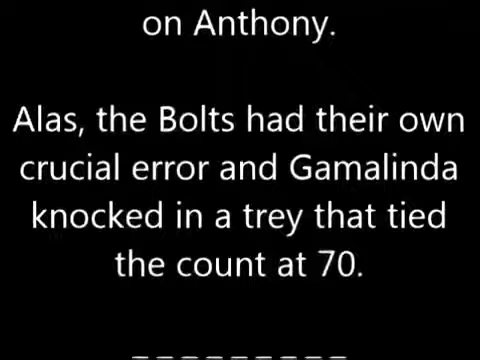 on Anthony.
Alas, the Bolts had their own
crucial error and Gamalinda
knocked in a trey that tied
the count at 70.